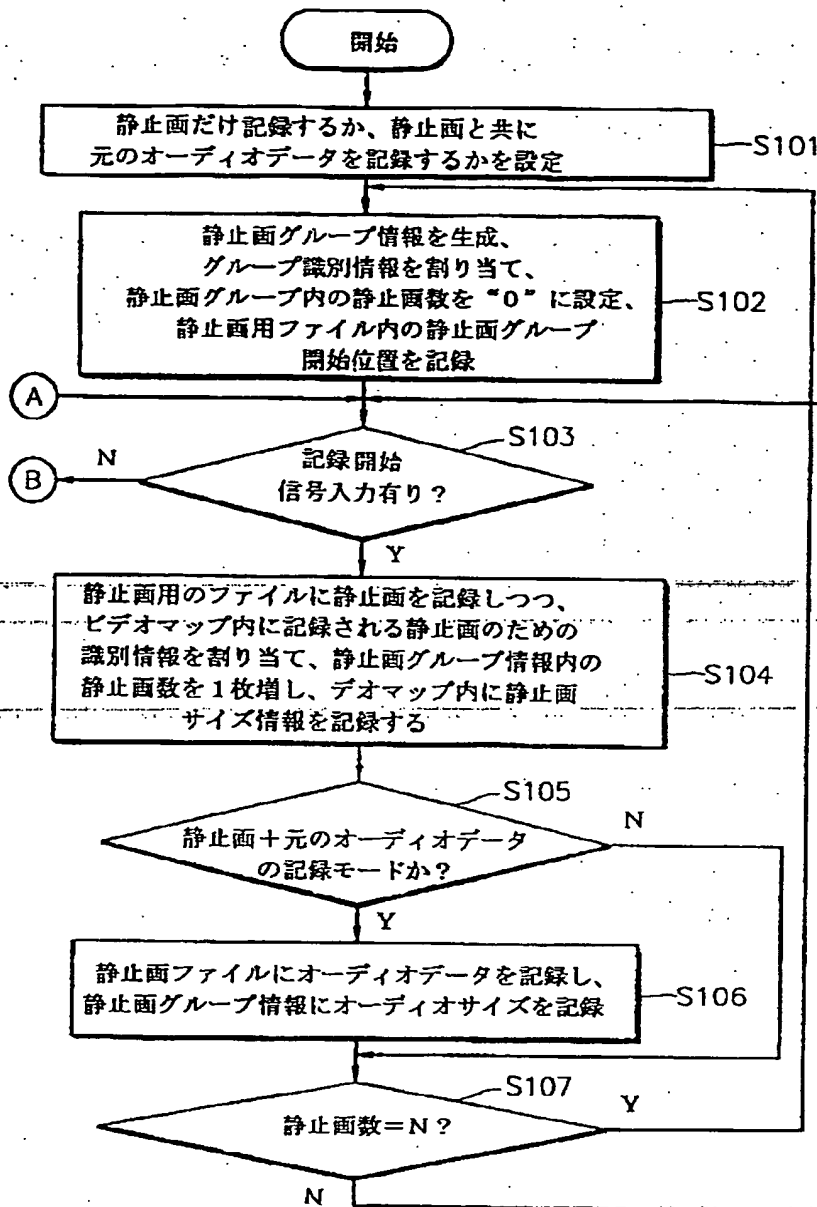 開始
静止画だけ記録するか、静止画と共に
元のオーディオデータを記録するかを設定
S101
静止画グループ情報を生成、
グループ識別情報を割り当て、
静止画グループ内の静止画数を“0”に設定、
静止画用ファイル内の静止画グループ
開始位置を記録
S102
A
S103
記録開始
信号入力有り？
N
B
Y
静止画用のファイルに静止画を記録しつつ、
ビデオマップ内に記録される静止画のための
識別情報を割り当て、静止画グループ情報内の
静止画数を1枚増し、デオマップ内に静止画
サイズ情報を記録する
S104
S105
静止画＋元のオーディオデータ
の記録モードか？
N
Y
静止画ファイルにオーディオデータを記録し、
静止画グループ情報にオーディオサイズを記録
S106
S107
静止画数＝N？
Y
N